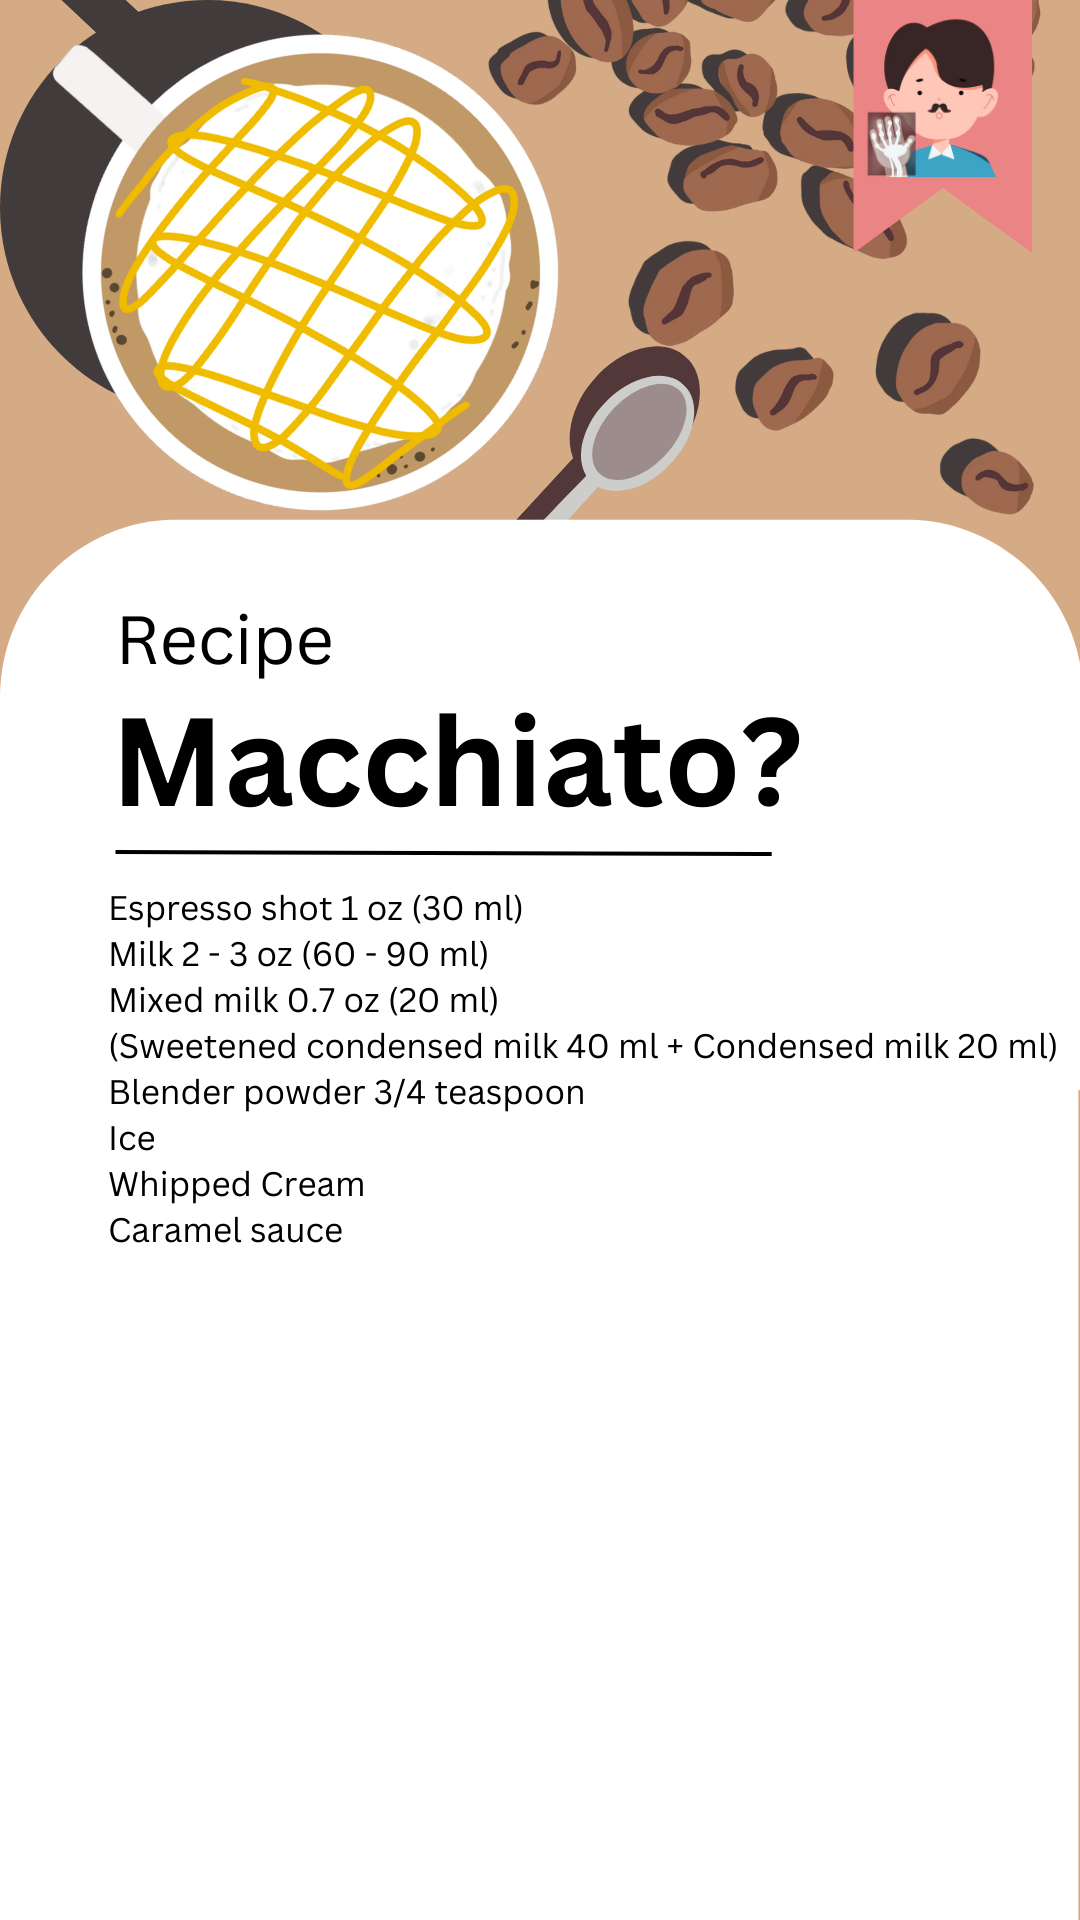 Recipe
Macchiato?
Espresso shot 1 oz (30 ml)
Milk 2 - 3 oz (60 - 90 ml)
Mixed milk 0.7 oz (20 ml)
(Sweetened condensed milk 40 ml + Condensed milk 20 ml)
Blender powder 3/4 teaspoon
Ice
Whipped Cream
Caramel sauce